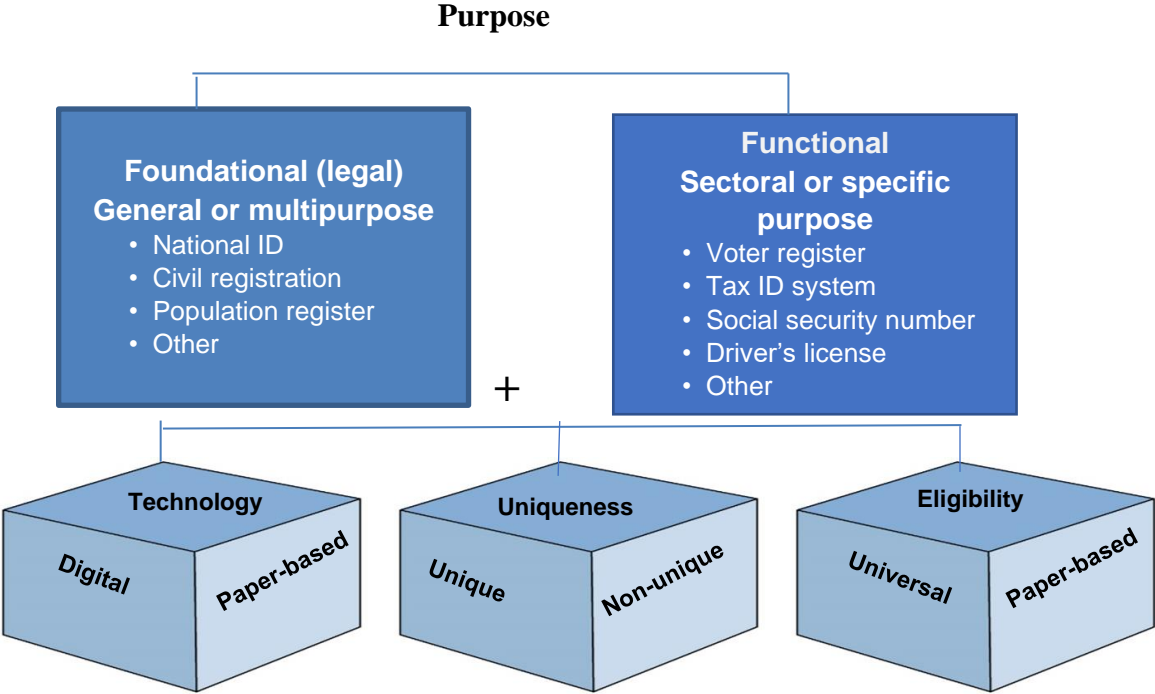 Purpose
Foundational (legal)
General or multipurpose
• National ID
• Civil registration
• Population register
• Other
Functional
Sectoral or specific
purpose
• Voter register
• Tax ID system
• Social security number
• Driver’s license
• Other
+
Technology
Digital
Paper-based
Uniqueness
Unique
Non-unique
Eligibility
Universal
Paper-based